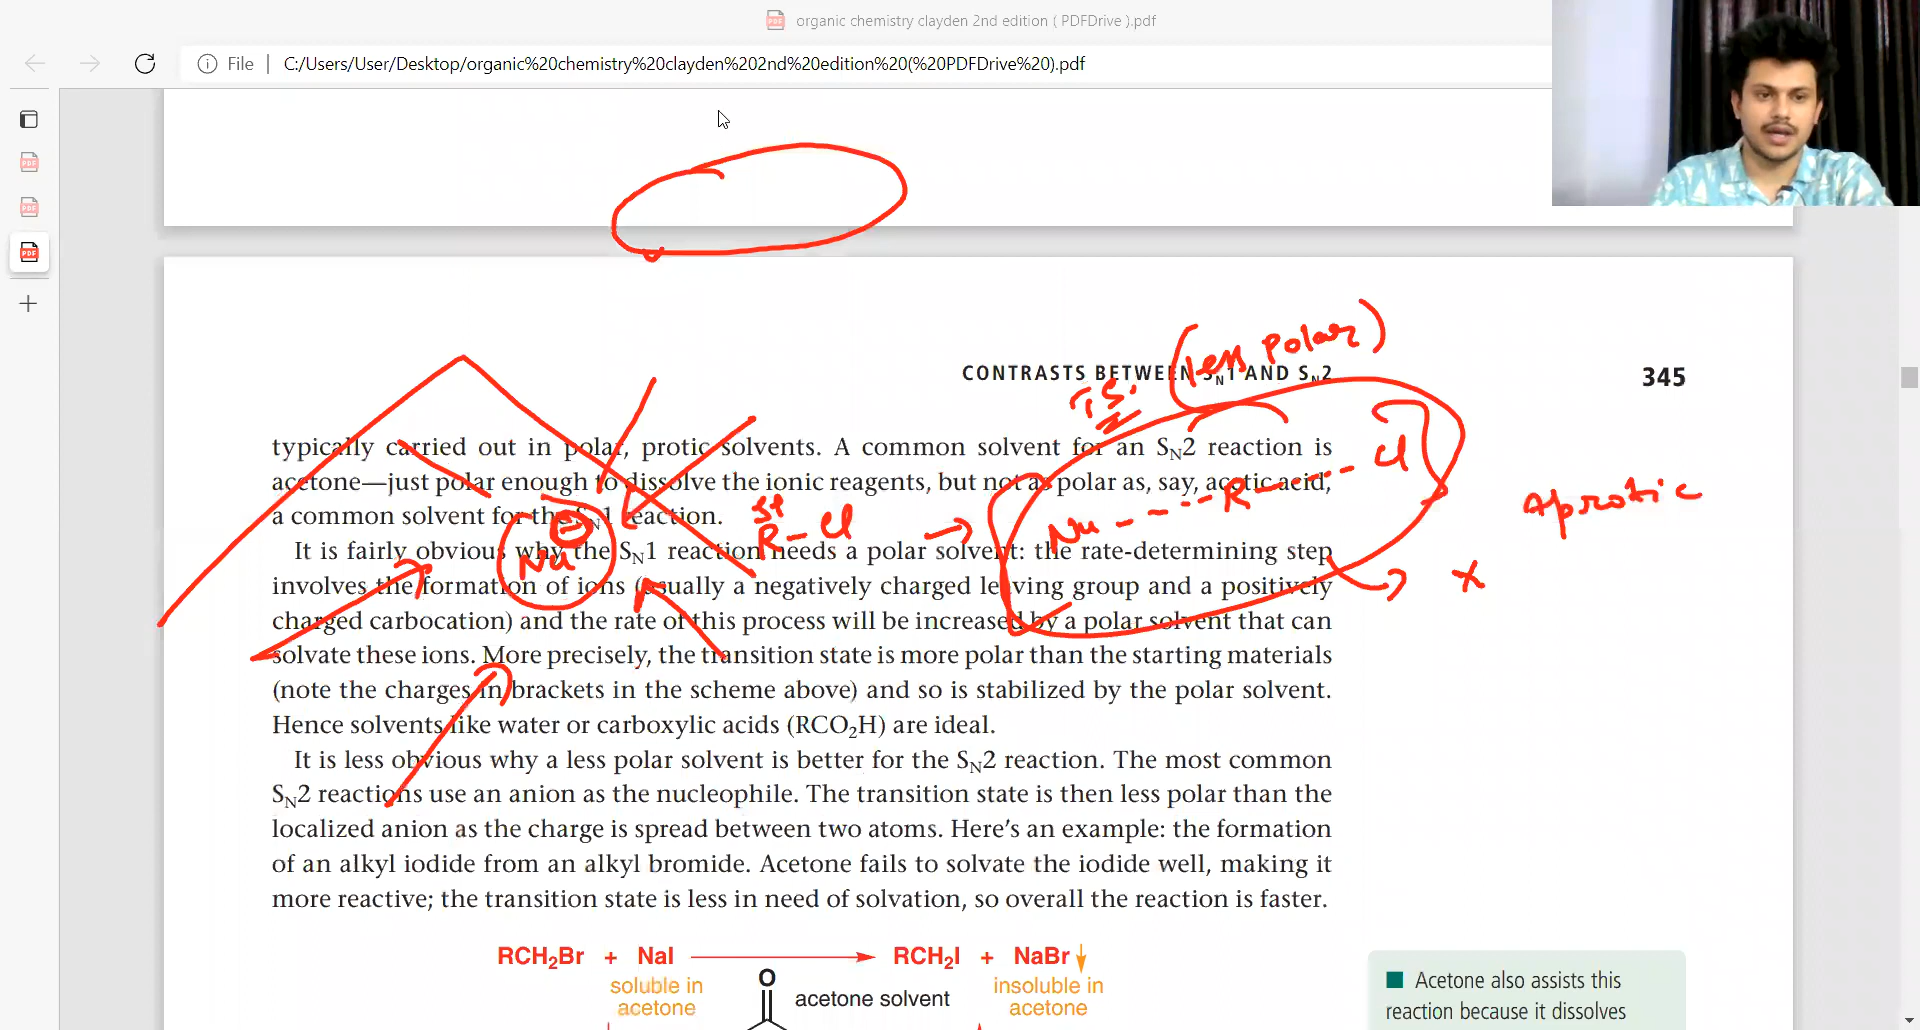 organic chemistry clayden 2nd edition ( PDFDrive ).pdf
File | C:/Users/User/Desktop/organic%20chemistry%20clayden%202nd%20edition%20(%20PDFDrive%20).pdf
(less polar)
CONTRASTS BETWEEN SN1 AND SN2 345
T.S.
typically carried out in polar, protic solvents. A common solvent for an SN2 reaction is
acetone—just polar enough to dissolve the ionic reagents, but not as polar as, say, acetic acid,
a common solvent for the SN1 reaction.
Nu⊖ δ+ R-Cl → Nu----R----Cl
Aprotic
It is fairly obvious why the SN1 reaction needs a polar solvent: the rate-determining step
involves the formation of ions (usually a negatively charged leaving group and a positively
charged carbocation) and the rate of this process will be increased by a polar solvent that can
solvate these ions. More precisely, the transition state is more polar than the starting materials
(note the charges in brackets in the scheme above) and so is stabilized by the polar solvent.
Hence solvents like water or carboxylic acids (RCO2H) are ideal.
It is less obvious why a less polar solvent is better for the SN2 reaction. The most common
SN2 reactions use an anion as the nucleophile. The transition state is then less polar than the
localized anion as the charge is spread between two atoms. Here's an example: the formation
of an alkyl iodide from an alkyl bromide. Acetone fails to solvate the iodide well, making it
more reactive; the transition state is less in need of solvation, so overall the reaction is faster.
RCH2Br + NaI → RCH2I + NaBr↓
soluble in
acetone
O
acetone solvent
insoluble in
acetone
■ Acetone also assists this
reaction because it dissolves